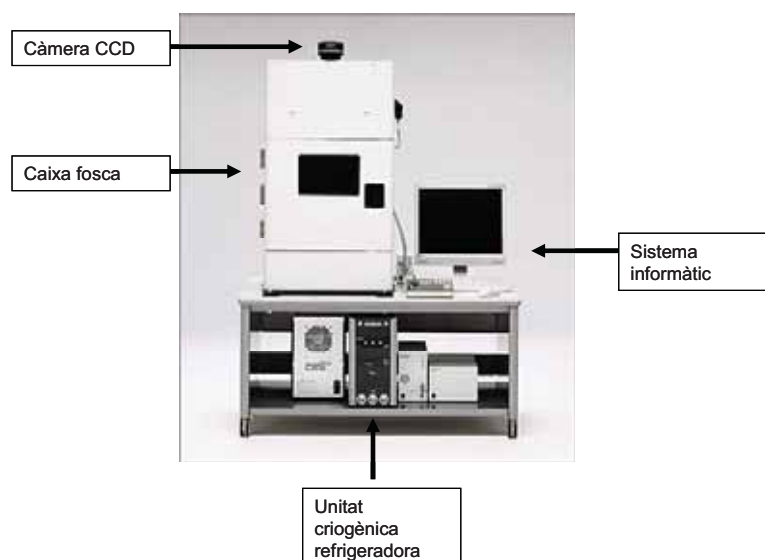 Càmera CCD
Caixa fosca
Sistema
informàtic
Unitat
criogènica
refrigeradora